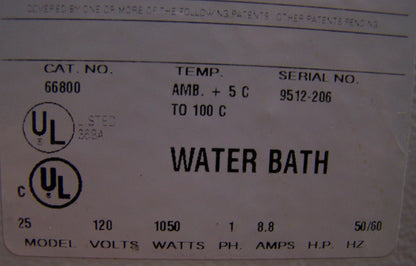 COVERED BY ONE OR MORE OF THE FOLLOWING PATENTS: OTHER PATENTS PENDING
CAT. NO. TEMP. SERIAL NO.
66800 AMB. + 5 C 9512-206
TO 100 C
UL LISTED
369A
WATER BATH
C UL
25 120 1050 1 8.8 50/60
MODEL VOLTS WATTS PH. AMPS H.P. HZ